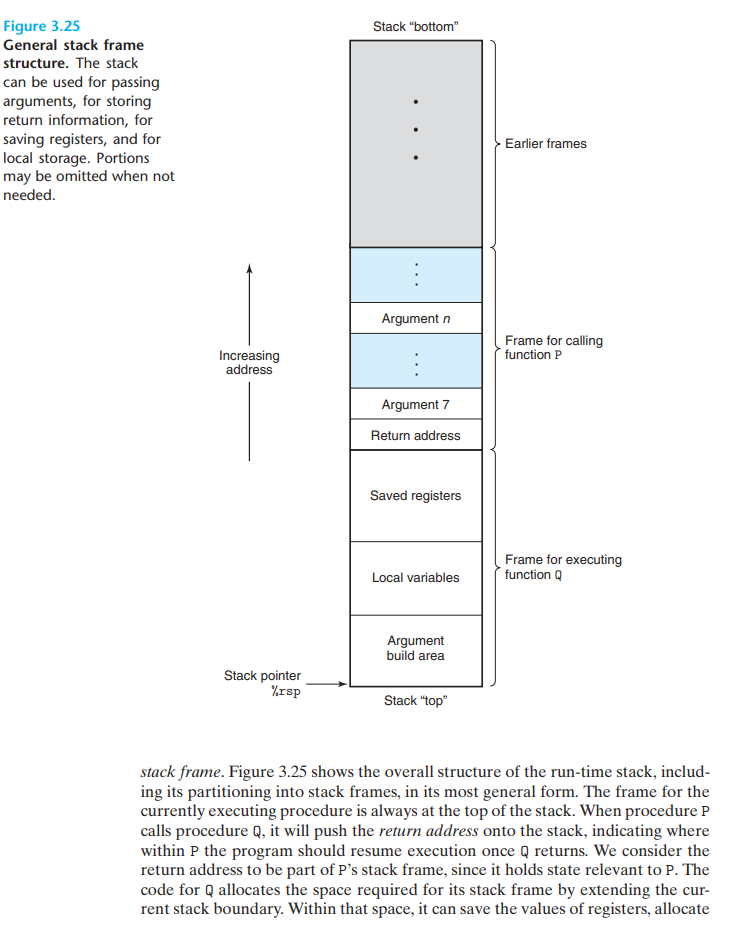 Figure 3.25
General stack frame
structure. The stack
can be used for passing
arguments, for storing
return information, for
saving registers, and for
local storage. Portions
may be omitted when not
needed.
Stack “bottom”
Earlier frames
Argument n
Frame for calling
function P
Increasing
address
Argument 7
Return address
Saved registers
Frame for executing
function Q
Local variables
Argument
build area
Stack pointer
%rsp
Stack “top”
stack frame. Figure 3.25 shows the overall structure of the run-time stack, includ-
ing its partitioning into stack frames, in its most general form. The frame for the
currently executing procedure is always at the top of the stack. When procedure P
calls procedure Q, it will push the return address onto the stack, indicating where
within P the program should resume execution once Q returns. We consider the
return address to be part of P’s stack frame, since it holds state relevant to P. The
code for Q allocates the space required for its stack frame by extending the cur-
rent stack boundary. Within that space, it can save the values of registers, allocate